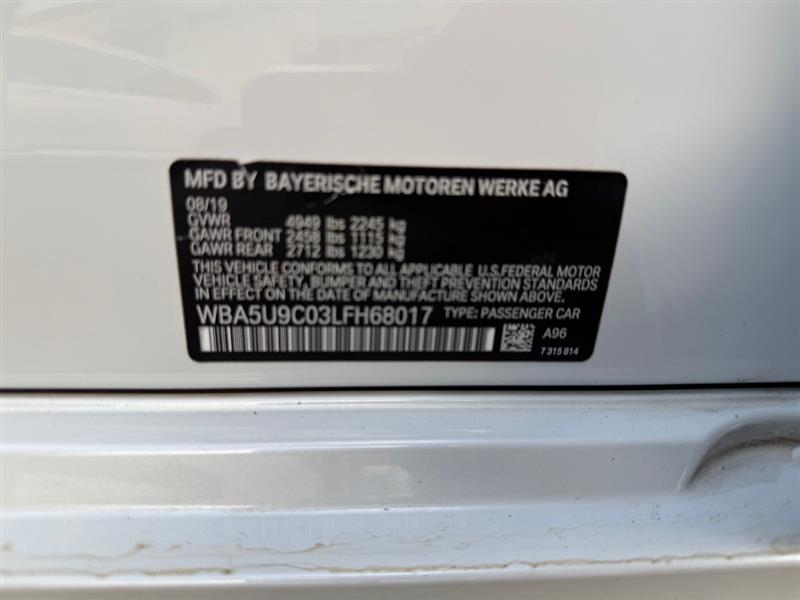 MFD BY BAYERISCHE MOTOREN WERKE AG
08/19
GVWR 4949 lbs 2245 kg
GAWR FRONT 2458 lbs 1115 kg
GAWR REAR 2712 lbs 1230 kg
THIS VEHICLE CONFORMS TO ALL APPLICABLE U.S.FEDERAL MOTOR
VEHICLE SAFETY, BUMPER AND THEFT PREVENTION STANDARDS
IN EFFECT ON THE DATE OF MANUFACTURE SHOWN ABOVE.
WBA5U9C03LFH68017 TYPE: PASSENGER CAR
A96
7 315 814